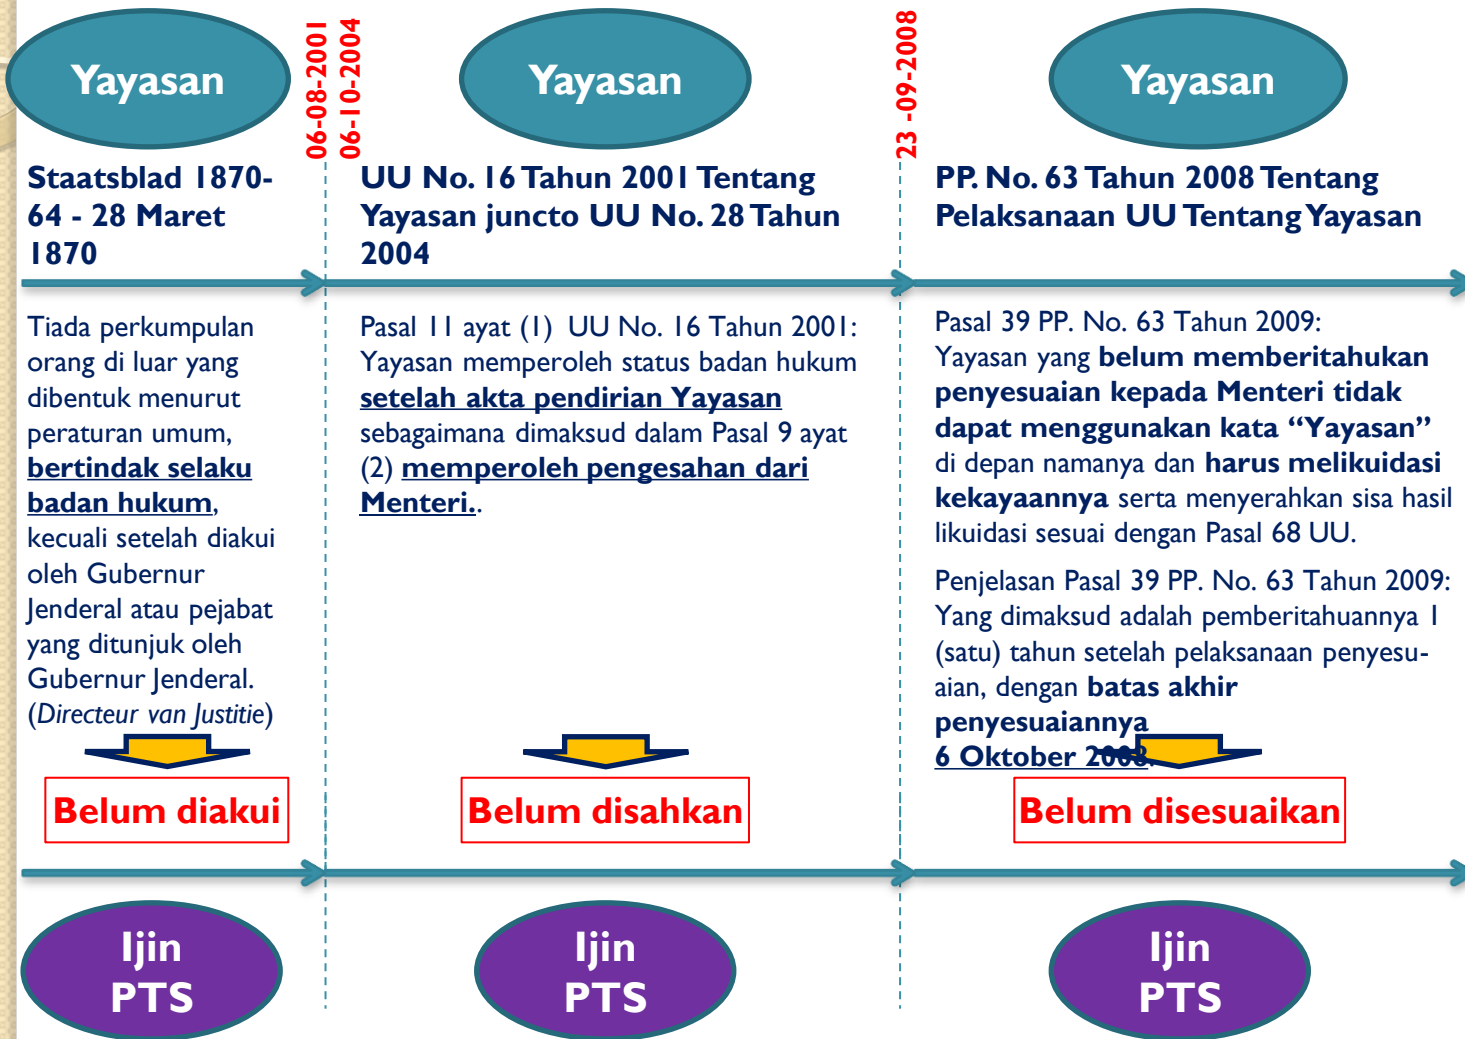 Yayasan
06-08-2001
06-10-2004
Yayasan
23 -09-2008
Yayasan
Staatsblad 1870-
64 - 28 Maret
1870
UU No. 16 Tahun 2001 Tentang
Yayasan juncto UU No. 28 Tahun
2004
PP. No. 63 Tahun 2008 Tentang
Pelaksanaan UU Tentang Yayasan
Tiada perkumpulan
orang di luar yang
dibentuk menurut
peraturan umum,
bertindak selaku
badan hukum,
kecuali setelah diakui
oleh Gubernur
Jenderal atau pejabat
yang ditunjuk oleh
Gubernur Jenderal.
(Directeur van Justitie)
Pasal 11 ayat (1) UU No. 16 Tahun 2001:
Yayasan memperoleh status badan hukum
setelah akta pendirian Yayasan
sebagaimana dimaksud dalam Pasal 9 ayat
(2) memperoleh pengesahan dari
Menteri..
Pasal 39 PP. No. 63 Tahun 2009:
Yayasan yang belum memberitahukan
penyesuaian kepada Menteri tidak
dapat menggunakan kata “Yayasan”
di depan namanya dan harus melikuidasi
kekayaannya serta menyerahkan sisa hasil
likuidasi sesuai dengan Pasal 68 UU.
Penjelasan Pasal 39 PP. No. 63 Tahun 2009:
Yang dimaksud adalah pemberitahuannya 1
(satu) tahun setelah pelaksanaan penyesu-
aian, dengan batas akhir
penyesuaiannya
6 Oktober 2008.
Belum diakui
Belum disahkan
Belum disesuaikan
Ijin
PTS
Ijin
PTS
Ijin
PTS